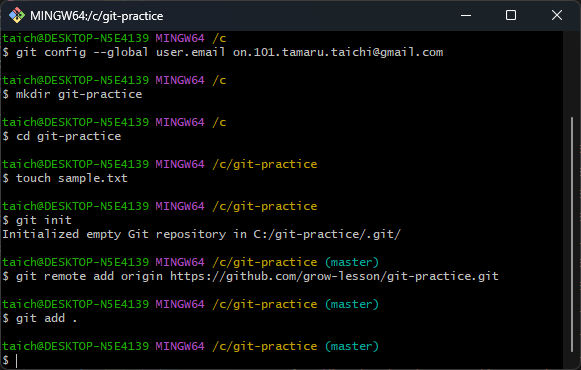 MINGW64:/c/git-practice
taich@DESKTOP-N5E4139 MINGW64 /c
$ git config --global user.email on.101.tamaru.taichi@gmail.com
taich@DESKTOP-N5E4139 MINGW64 /c
$ mkdir git-practice
taich@DESKTOP-N5E4139 MINGW64 /c
$ cd git-practice
taich@DESKTOP-N5E4139 MINGW64 /c/git-practice
$ touch sample.txt
taich@DESKTOP-N5E4139 MINGW64 /c/git-practice
$ git init
Initialized empty Git repository in C:/git-practice/.git/
taich@DESKTOP-N5E4139 MINGW64 /c/git-practice (master)
$ git remote add origin https://github.com/grow-lesson/git-practice.git
taich@DESKTOP-N5E4139 MINGW64 /c/git-practice (master)
$ git add .
taich@DESKTOP-N5E4139 MINGW64 /c/git-practice (master)
$